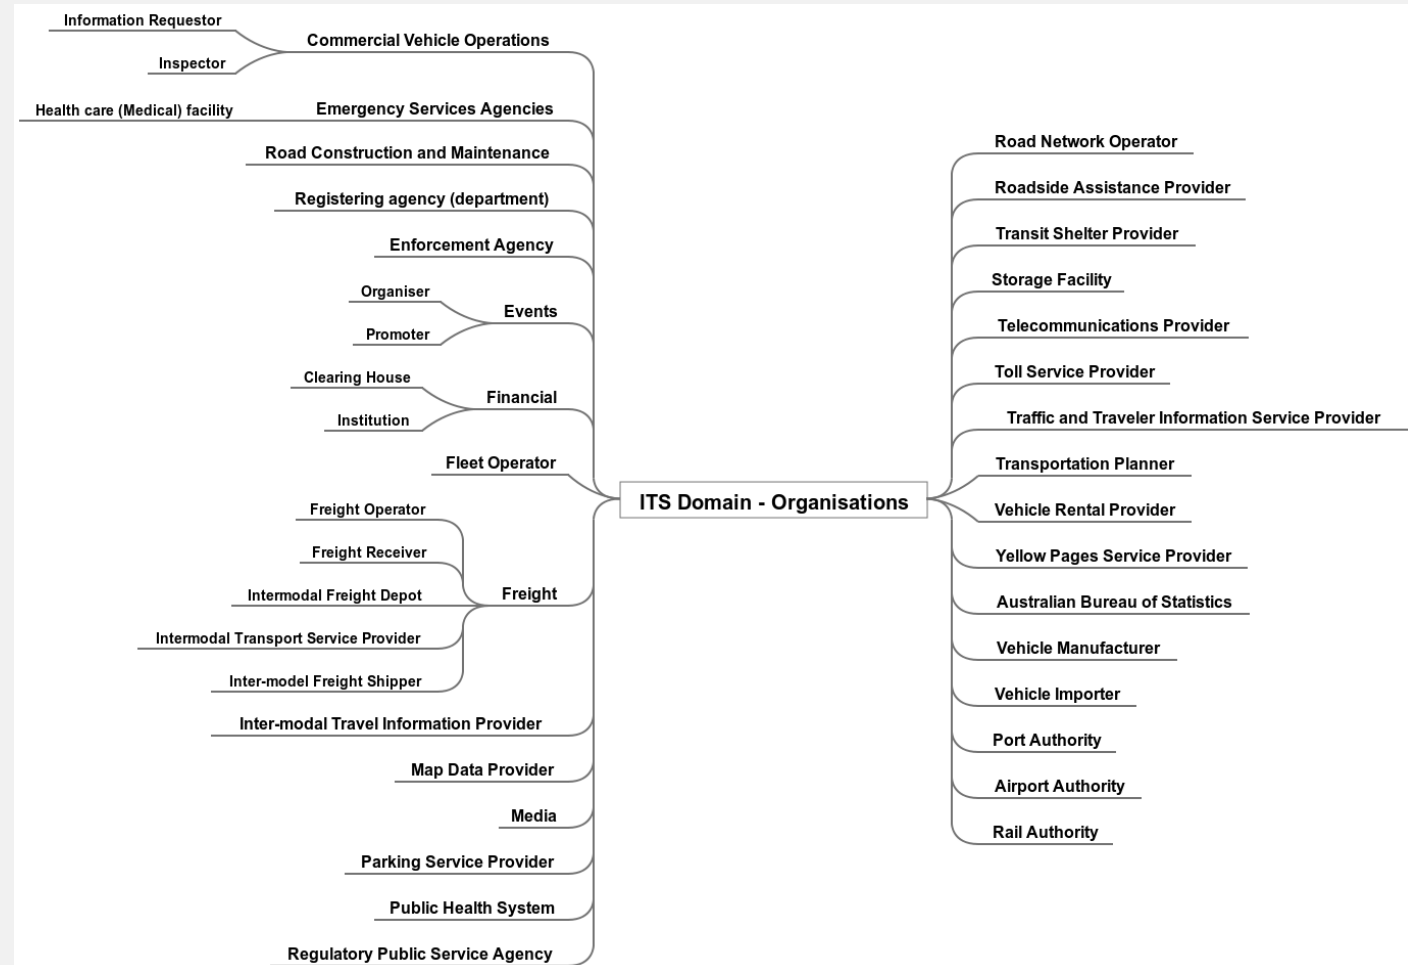 Information Requestor
Inspector
Commercial Vehicle Operations
Health care (Medical) facility
Emergency Services Agencies
Road Construction and Maintenance
Registering agency (department)
Enforcement Agency
Organiser
Promoter
Events
Clearing House
Institution
Financial
Fleet Operator
Freight Operator
Freight Receiver
Intermodal Freight Depot
Intermodal Transport Service Provider
Inter-model Freight Shipper
Freight
Inter-modal Travel Information Provider
Map Data Provider
Media
Parking Service Provider
Public Health System
Regulatory Public Service Agency
ITS Domain - Organisations
Road Network Operator
Roadside Assistance Provider
Transit Shelter Provider
Storage Facility
Telecommunications Provider
Toll Service Provider
Traffic and Traveler Information Service Provider
Transportation Planner
Vehicle Rental Provider
Yellow Pages Service Provider
Australian Bureau of Statistics
Vehicle Manufacturer
Vehicle Importer
Port Authority
Airport Authority
Rail Authority